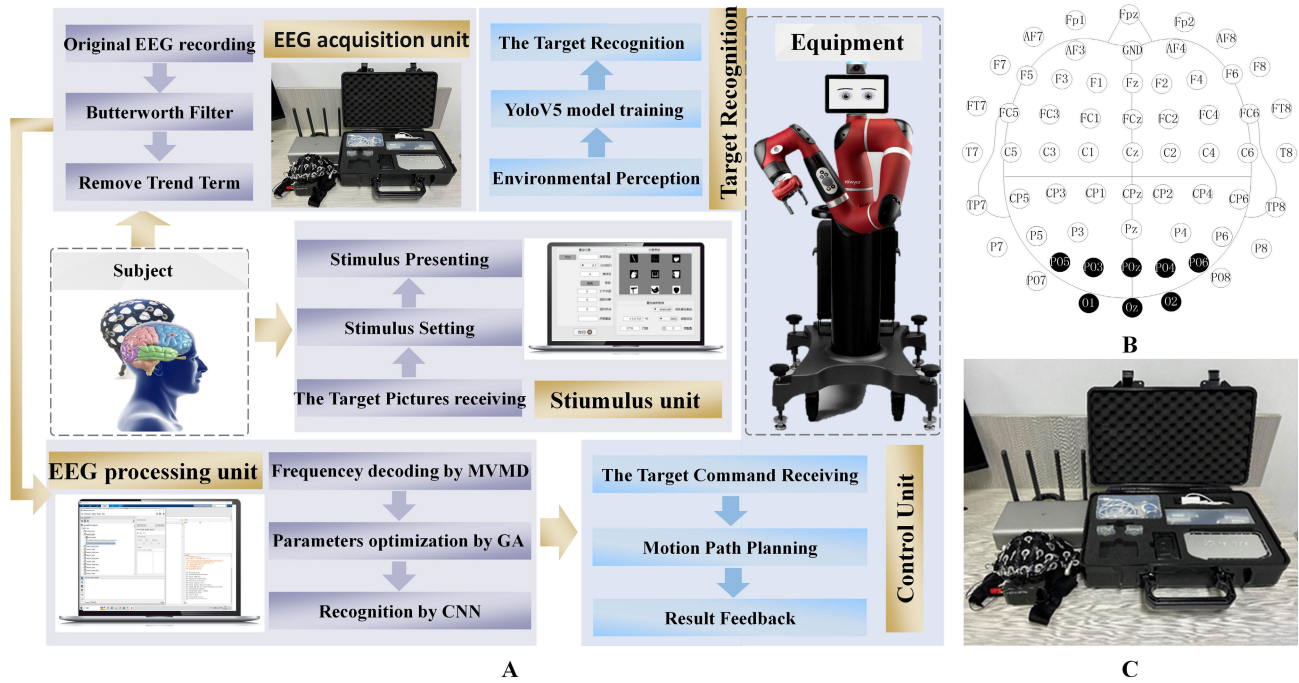 Original EEG recording
EEG acquisition unit
Butterworth Filter
Remove Trend Term
The Target Recognition
YoloV5 model training
Environmental Perception
Target Recognition
Equipment
Subject
Stimulus Presenting
Stimulus Setting
The Target Pictures receiving
Stiumulus unit
EEG processing unit
Frequencey decoding by MVMD
Parameters optimization by GA
Recognition by CNN
The Target Command Receiving
Motion Path Planning
Result Feedback
Control Unit
A
Fp1 Fpz Fp2
AF7 AF3 GND AF4 AF8
F7 F5 F3 F1 Fz F2 F4 F6 F8
FT7 FC5 FC3 FC1 FCz FC2 FC4 FC6 FT8
T7 C5 C3 C1 Cz C2 C4 C6 T8
TP7 CP5 CP3 CP1 CPz CP2 CP4 CP6 TP8
P7 P5 P3 Pz P4 P6 P8
PO7 PO5 PO3 POz PO4 PO6 PO8
O1 Oz O2
B
C